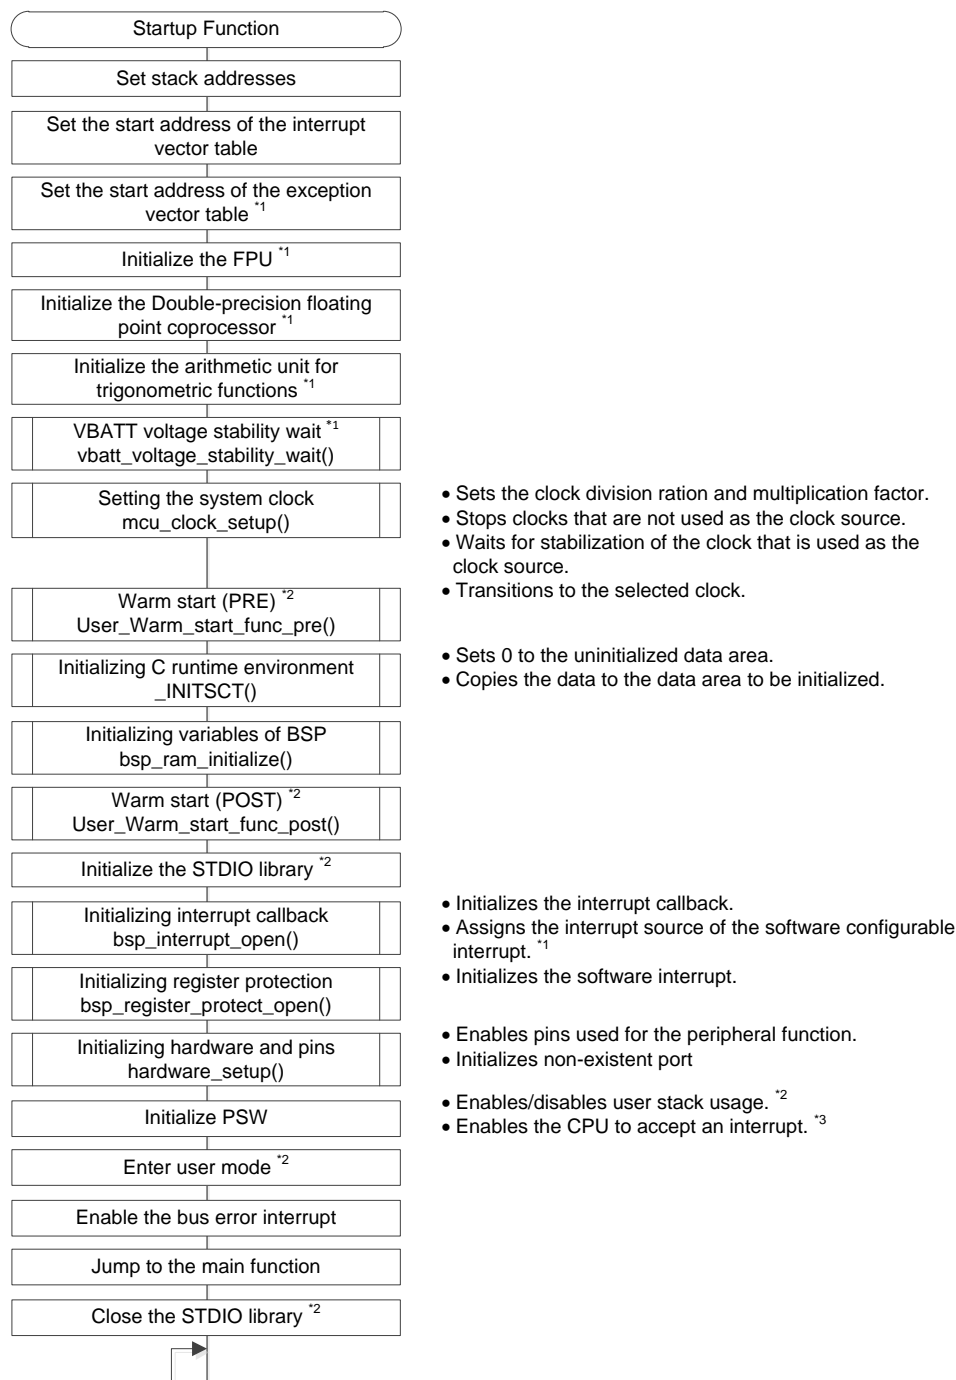 Startup Function
Set stack addresses
Set the start address of the interrupt
vector table
Set the start address of the exception
vector table *1
Initialize the FPU *1
Initialize the Double-precision floating
point coprocessor *1
Initialize the arithmetic unit for
trigonometric functions *1
VBATT voltage stability wait *1
vbatt_voltage_stability_wait()
Setting the system clock
mcu_clock_setup()
• Sets the clock division ration and multiplication factor.
• Stops clocks that are not used as the clock source.
• Waits for stabilization of the clock that is used as the
clock source.
• Transitions to the selected clock.
Warm start (PRE) *2
User_Warm_start_func_pre()
Initializing C runtime environment
_INITSCT()
• Sets 0 to the uninitialized data area.
• Copies the data to the data area to be initialized.
Initializing variables of BSP
bsp_ram_initialize()
Warm start (POST) *2
User_Warm_start_func_post()
Initialize the STDIO library *2
Initializing interrupt callback
bsp_interrupt_open()
• Initializes the interrupt callback.
• Assigns the interrupt source of the software configurable
interrupt. *1
• Initializes the software interrupt.
Initializing register protection
bsp_register_protect_open()
Initializing hardware and pins
hardware_setup()
• Enables pins used for the peripheral function.
• Initializes non-existent port
Initialize PSW
• Enables/disables user stack usage. *2
• Enables the CPU to accept an interrupt. *3
Enter user mode *2
Enable the bus error interrupt
Jump to the main function
Close the STDIO library *2